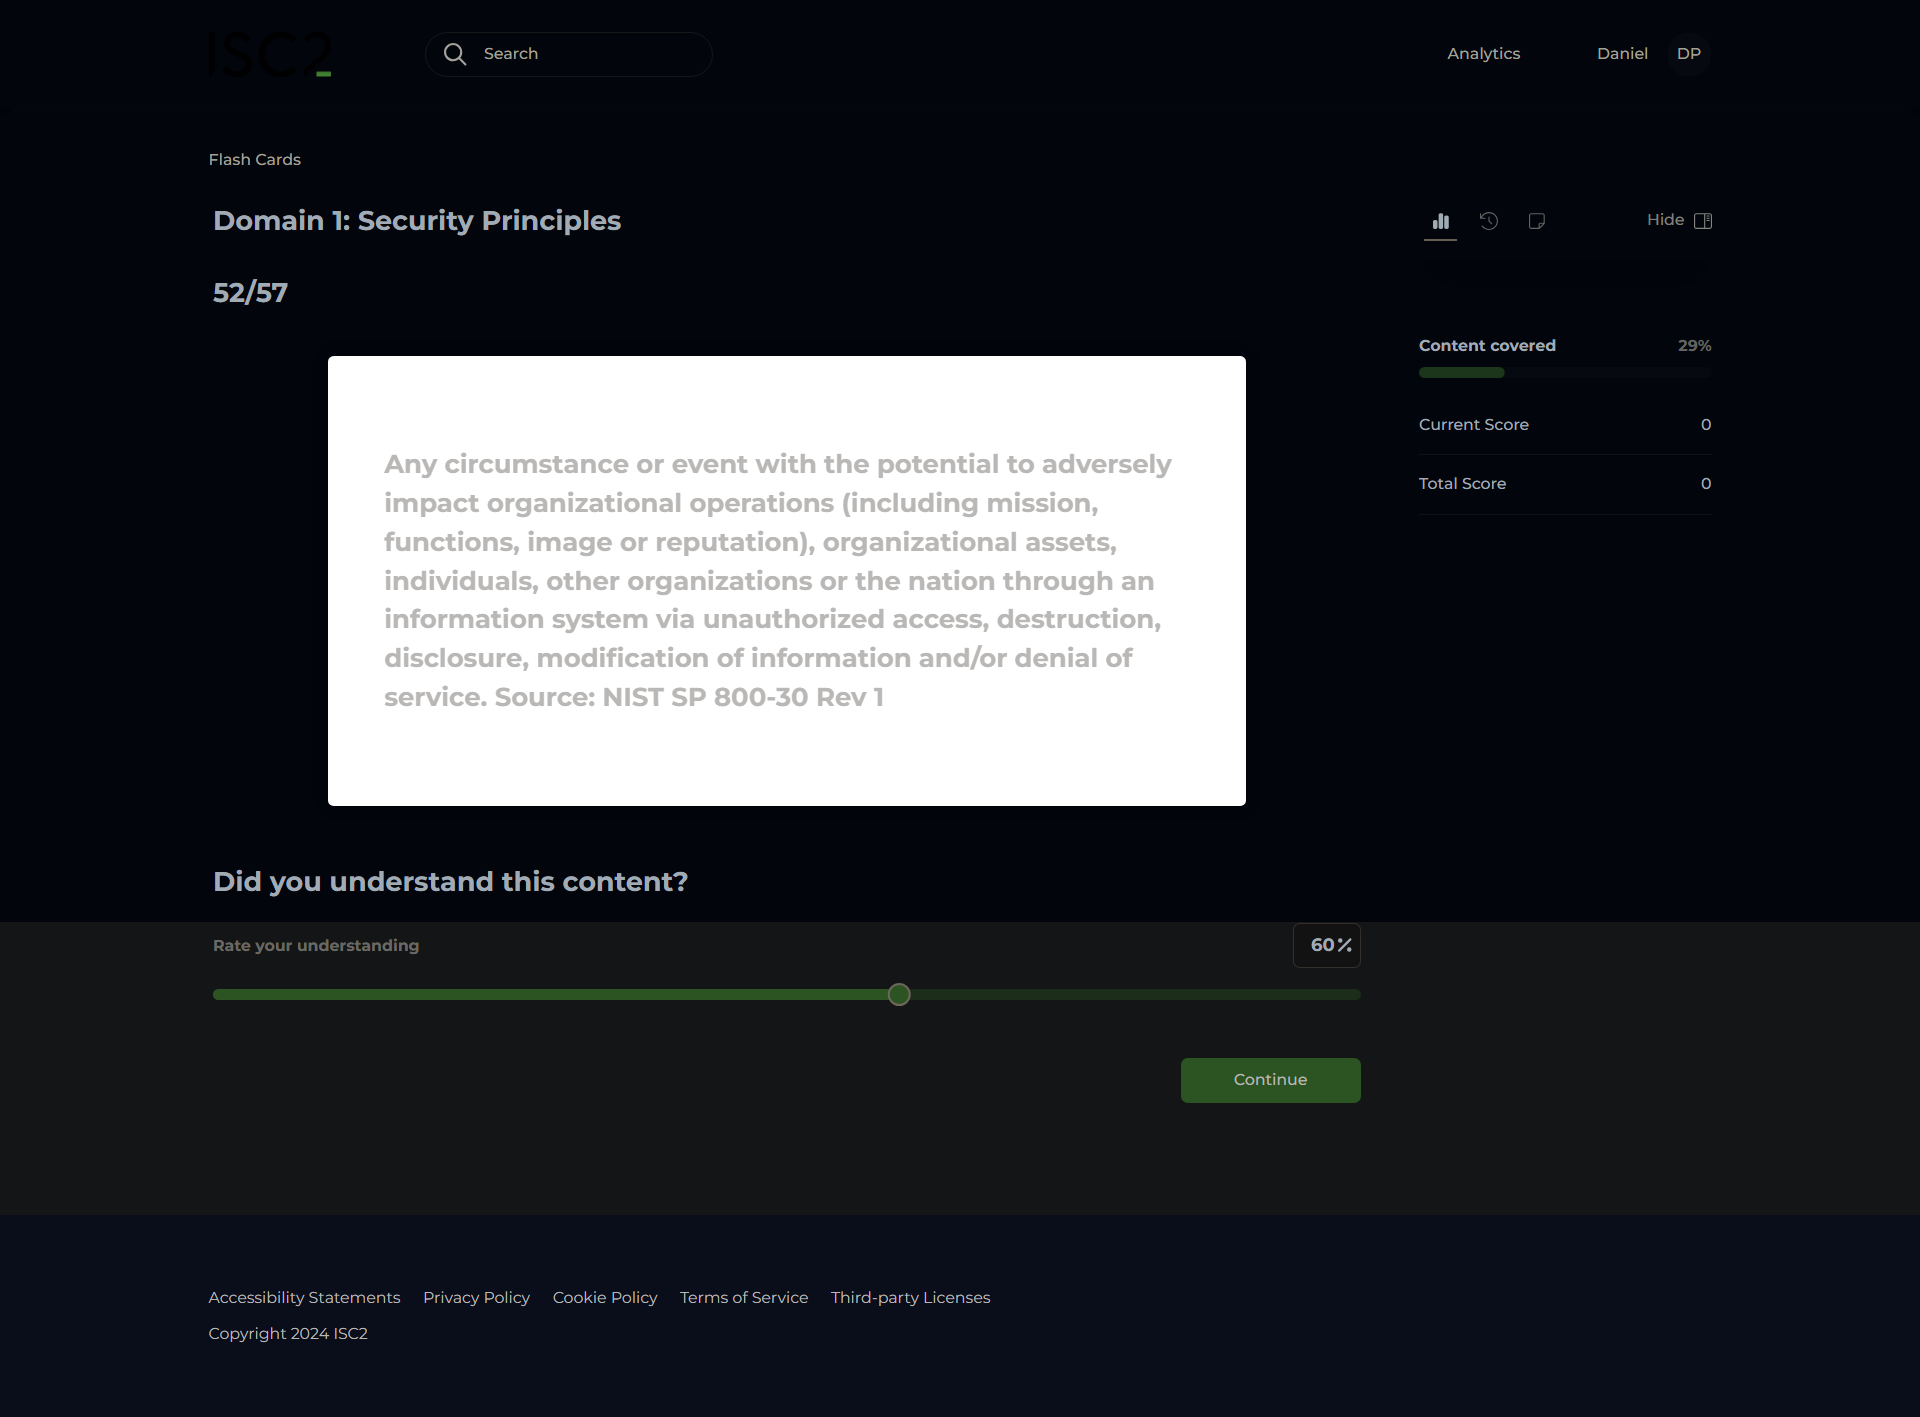 ISC2
Search
Analytics
Daniel
DP
Flash Cards
Domain 1: Security Principles
Hide
52/57
Content covered
29%
Current Score
0
Total Score
0
Any circumstance or event with the potential to adversely
impact organizational operations (including mission,
functions, image or reputation), organizational assets,
individuals, other organizations or the nation through an
information system via unauthorized access, destruction,
disclosure, modification of information and/or denial of
service. Source: NIST SP 800-30 Rev 1
Did you understand this content?
Rate your understanding
60%
Continue
Accessibility Statements Privacy Policy Cookie Policy Terms of Service Third-party Licenses
Copyright 2024 ISC2